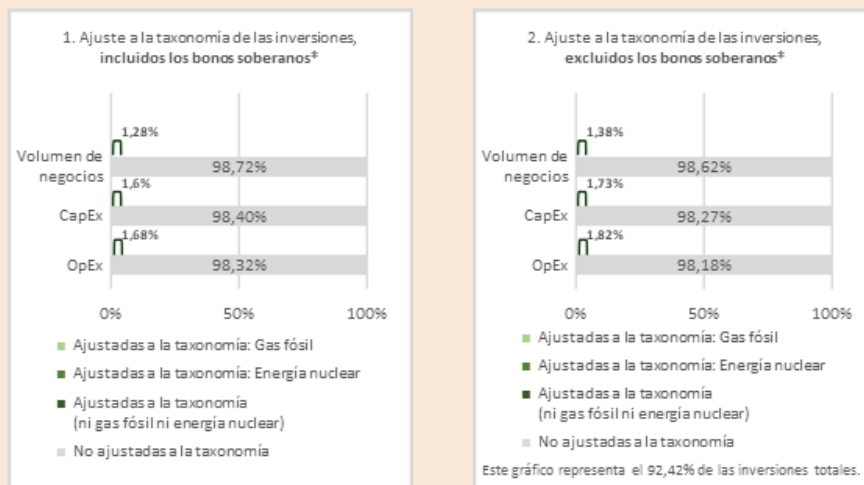 1. Ajuste a la taxonomía de las inversiones,
incluidos los bonos soberanos*
1,28%
Volumen de
negocios
98,72%
1,6%
CapEx
98,40%
1,68%
OpEx
98,32%
0%
50%
100%
Ajustadas a la taxonomía: Gas fósil
Ajustadas a la taxonomía: Energía nuclear
Ajustadas a la taxonomía
(ni gas fósil ni energía nuclear)
No ajustadas a la taxonomía
2. Ajuste a la taxonomía de las inversiones,
excluidos los bonos soberanos*
1,38%
Volumen de
negocios
98,62%
1,73%
CapEx
98,27%
1,82%
OpEx
98,18%
0%
50%
100%
Ajustadas a la taxonomía: Gas fósil
Ajustadas a la taxonomía: Energía nuclear
Ajustadas a la taxonomía
(ni gas fósil ni energía nuclear)
No ajustadas a la taxonomía
Este gráfico representa el 92,42% de las inversiones totales.